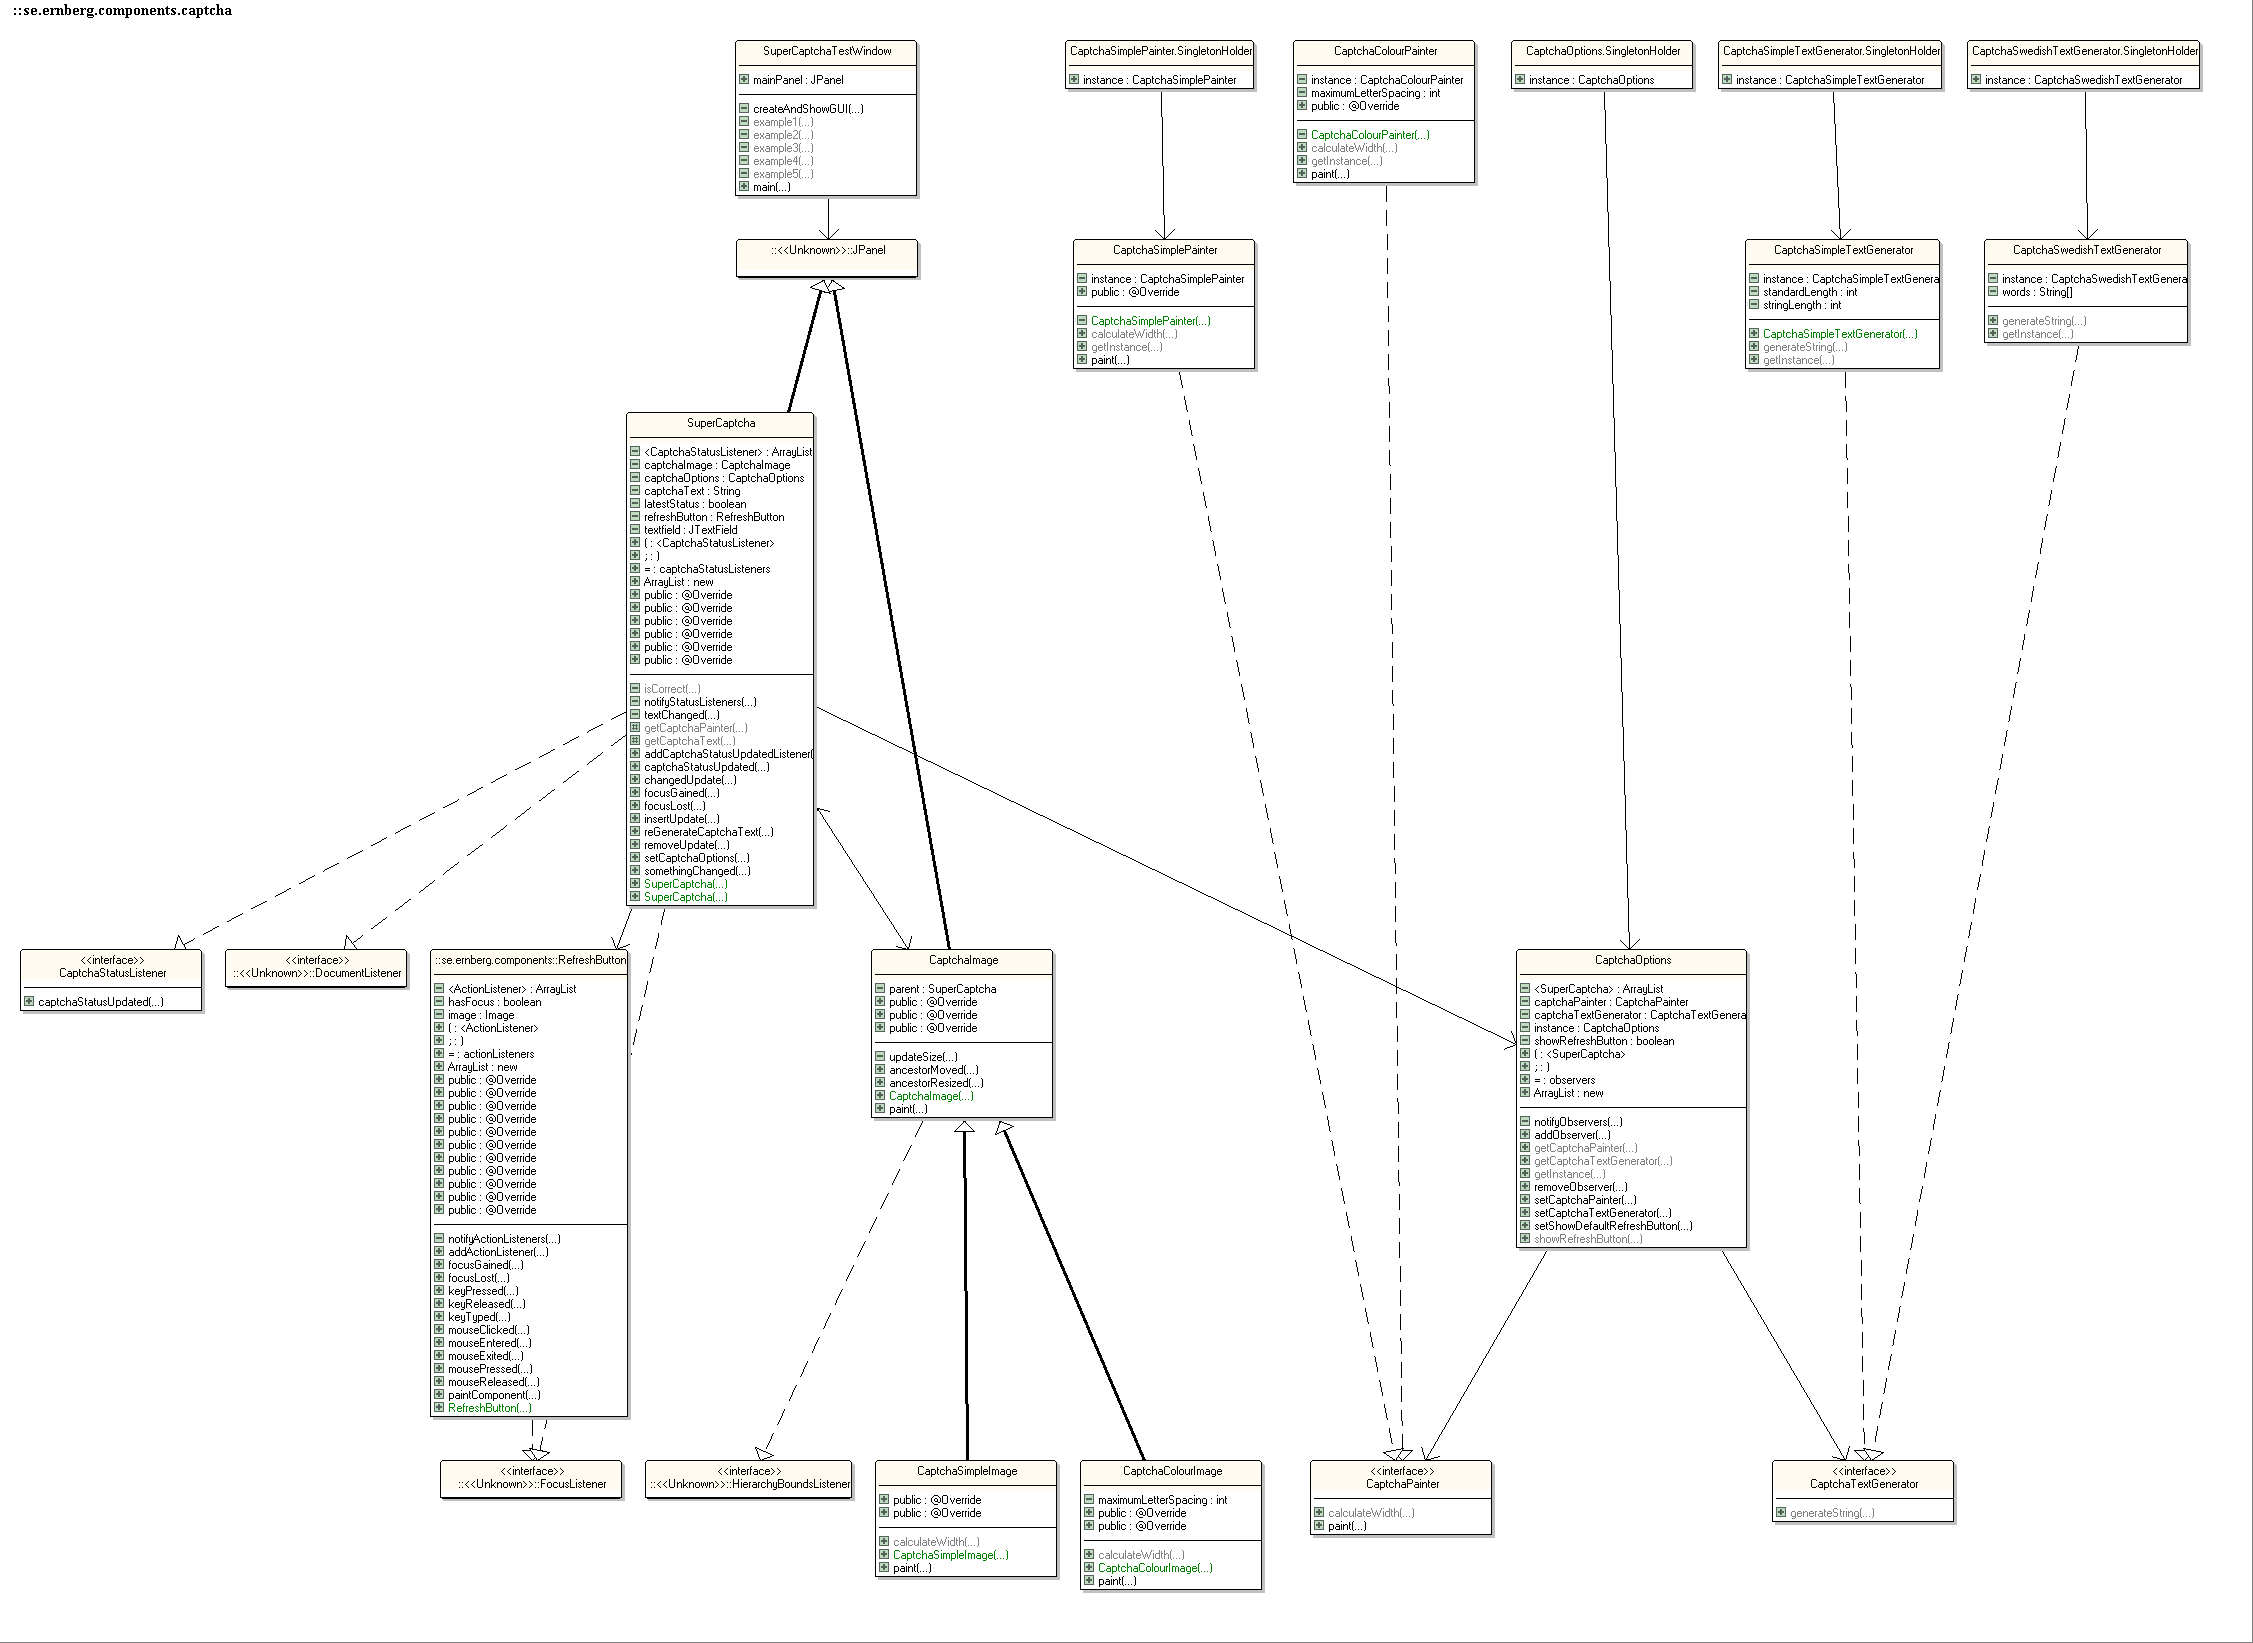 ::se.ernberg.components.captcha
SuperCaptchaTestWindow
mainPanel : JPanel
createAndShowGUI(...)
example1(...)
example2(...)
example3(...)
example4(...)
example5(...)
main(...)
CaptchaSimplePainter.SingletonHolder
instance : CaptchaSimplePainter
CaptchaColourPainter
instance : CaptchaColourPainter
maximumLetterSpacing : int
public : @Override
CaptchaColourPainter(...)
calculateWidth(...)
getInstance(...)
paint(...)
CaptchaOptions.SingletonHolder
instance : CaptchaOptions
CaptchaSimpleTextGenerator.SingletonHolder
instance : CaptchaSimpleTextGenerator
CaptchaSwedishTextGenerator.SingletonHolder
instance : CaptchaSwedishTextGenerator
::<<Unknown>>::JPanel
CaptchaSimplePainter
instance : CaptchaSimplePainter
public : @Override
CaptchaSimplePainter(...)
calculateWidth(...)
getInstance(...)
paint(...)
CaptchaSimpleTextGenerator
instance : CaptchaSimpleTextGenera
standardLength : int
stringLength : int
CaptchaSimpleTextGenerator(...)
generateString(...)
getInstance(...)
CaptchaSwedishTextGenerator
instance : CaptchaSwedishTextGenera
words : String[]
generateString(...)
getInstance(...)
SuperCaptcha
<CaptchaStatusListener> : ArrayList
captchaImage : CaptchaImage
captchaOptions : CaptchaOptions
captchaText : String
latestStatus : boolean
refreshButton : RefreshButton
textfield : JTextField
( : <CaptchaStatusListener>
; : )
= : captchaStatusListeners
ArrayList : new
public : @Override
public : @Override
public : @Override
public : @Override
public : @Override
public : @Override
isCorrect(...)
notifyStatusListeners(...)
textChanged(...)
getCaptchaPainter(...)
getCaptchaText(...)
addCaptchaStatusUpdatedListener(
captchaStatusUpdated(...)
changedUpdate(...)
focusGained(...)
focusLost(...)
insertUpdate(...)
reGenerateCaptchaText(...)
removeUpdate(...)
setCaptchaOptions(...)
somethingChanged(...)
SuperCaptcha(...)
SuperCaptcha(...)
<<interface>>
CaptchaStatusListener
captchaStatusUpdated(...)
<<interface>>
::<<Unknown>>::DocumentListener
::se.ernberg.components::RefreshButton
<ActionListener> : ArrayList
hasFocus : boolean
image : Image
( : <ActionListener>
; : )
= : actionListeners
ArrayList : new
public : @Override
public : @Override
public : @Override
public : @Override
public : @Override
public : @Override
public : @Override
public : @Override
public : @Override
public : @Override
public : @Override
notifyActionListeners(...)
addActionListener(...)
focusGained(...)
focusLost(...)
keyPressed(...)
keyReleased(...)
keyTyped(...)
mouseClicked(...)
mouseEntered(...)
mouseExited(...)
mousePressed(...)
mouseReleased(...)
paintComponent(...)
RefreshButton(...)
CaptchaImage
parent : SuperCaptcha
public : @Override
public : @Override
public : @Override
updateSize(...)
ancestorMoved(...)
ancestorResized(...)
CaptchaImage(...)
paint(...)
CaptchaOptions
<SuperCaptcha> : ArrayList
captchaPainter : CaptchaPainter
captchaTextGenerator : CaptchaTextGenera
instance : CaptchaOptions
showRefreshButton : boolean
( : <SuperCaptcha>
; : )
= : observers
ArrayList : new
notifyObservers(...)
addObserver(...)
getCaptchaPainter(...)
getCaptchaTextGenerator(...)
getInstance(...)
removeObserver(...)
setCaptchaPainter(...)
setCaptchaTextGenerator(...)
setShowDefaultRefreshButton(...)
showRefreshButton(...)
<<interface>>
::<<Unknown>>::FocusListener
<<interface>>
::<<Unknown>>::HierarchyBoundsListener
CaptchaSimpleImage
public : @Override
public : @Override
calculateWidth(...)
CaptchaSimpleImage(...)
paint(...)
CaptchaColourImage
maximumLetterSpacing : int
public : @Override
public : @Override
calculateWidth(...)
CaptchaColourImage(...)
paint(...)
<<interface>>
CaptchaPainter
calculateWidth(...)
paint(...)
<<interface>>
CaptchaTextGenerator
generateString(...)